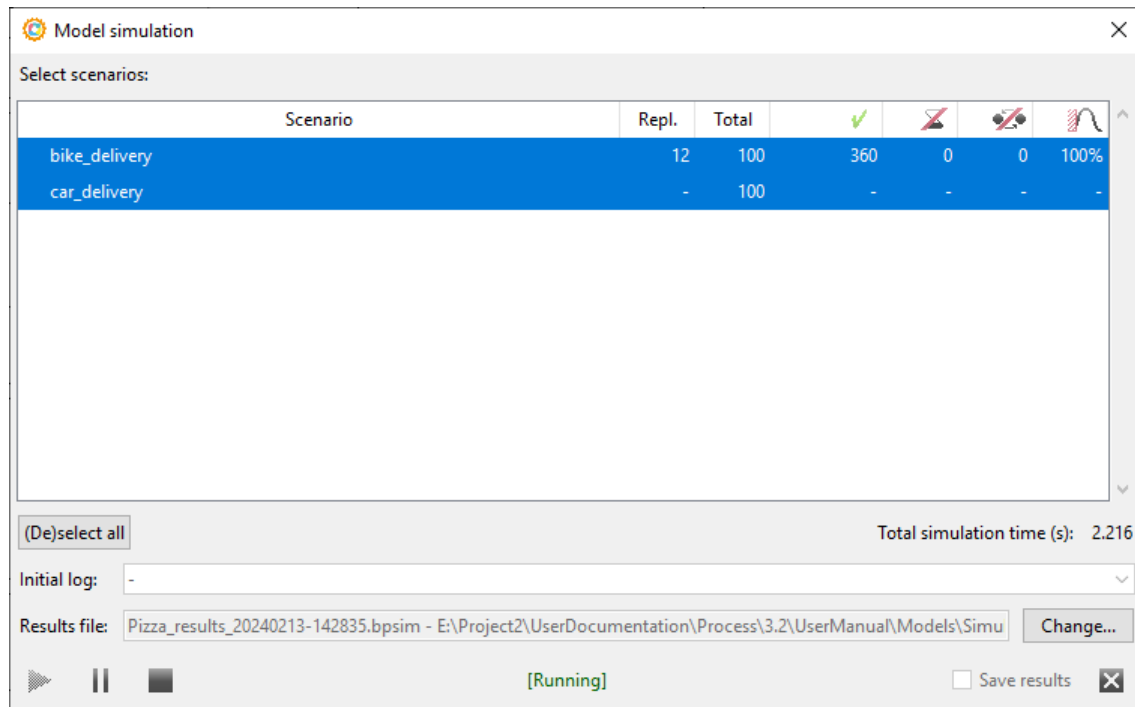 Model simulation
Select scenarios:
Scenario Repl. Total
bike_delivery 12 100 360 0 0 100%
car_delivery - 100 - - - -
(De)select all Total simulation time (s): 2.216
Initial log: -
Results file: Pizza_results_20240213-142835.bpsim - E:\Project2\UserDocumentation\Process\3.2\UserManual\Models\Simu Change...
[Running] Save results